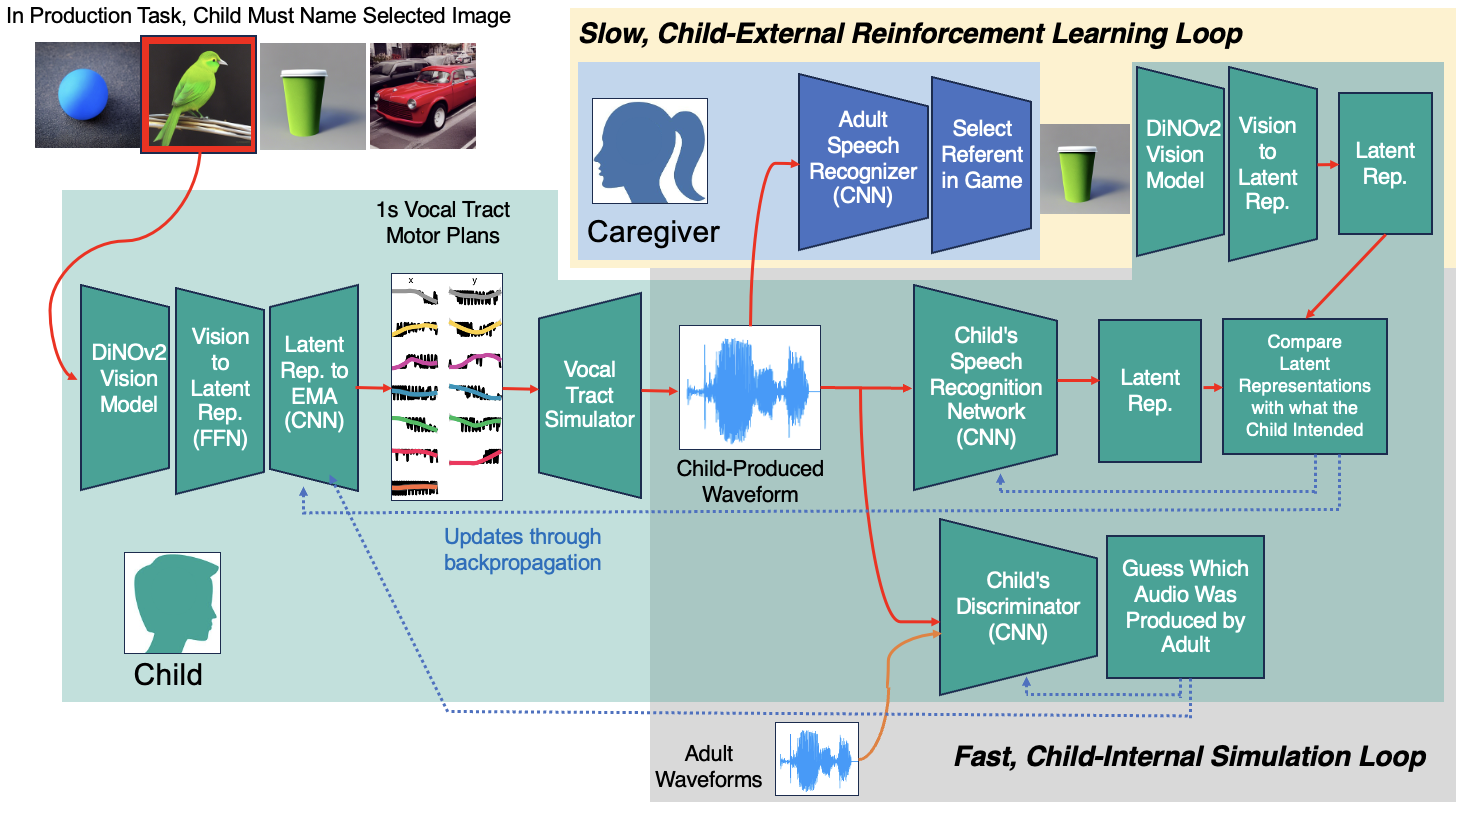 In Production Task, Child Must Name Selected Image
Slow, Child-External Reinforcement Learning Loop
Caregiver
Adult
Speech
Recognizer
(CNN)
Select
Referent
in Game
DiNOv2
Vision
Model
Vision
to
Latent
Rep.
Latent
Rep.
1s Vocal Tract
Motor Plans
x
y
DiNOv2
Vision
Model
Vision
to
Latent
Rep.
(FFN)
Latent
Rep. to
EMA
(CNN)
Vocal
Tract
Simulator
Child-Produced
Waveform
Child's
Speech
Recognition
Network
(CNN)
Latent
Rep.
Compare
Latent
Representations
with what the
Child Intended
Updates through
backpropagation
Child
Child's
Discriminator
(CNN)
Guess Which
Audio Was
Produced by
Adult
Adult
Waveforms
Fast, Child-Internal Simulation Loop